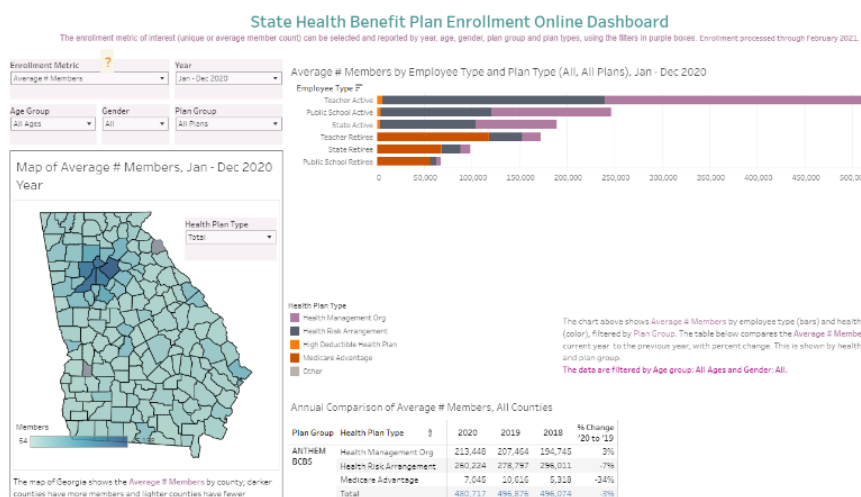 State Health Benefit Plan Enrollment Online Dashboard
The enrollment metric of interest (unique or average member count) can be selected and reported by year, age, gender, plan group and plan types, using the filters in purple boxes. Enrollment processed through February 2021.
Enrollment Metric
?
Year
Average # Members
Jan - Dec 2020
Age Group
Gender
Plan Group
All Ages
All
All Plans
Average # Members by Employee Type and Plan Type (All, All Plans), Jan - Dec 2020
Employee Type
Teacher Active
Public School Active
State Active
Teacher Retiree
State Retiree
Public School Retiree
0
50,000
100,000
150,000
200,000
250,000
300,000
350,000
400,000
450,000
500,00
Map of Average # Members, Jan - Dec 2020
Year
Health Plan Type
Total
Members
54
The map of Georgia shows the Average # Members by county, darker
counties have more members and lighter counties have fewer
Health Plan Type
Health Management Org
Health Risk Arrangement
High Deductible Health Plan
Medicare Advantage
Other
The chart above shows Average # Members by employee type (bars) and health
(color), filtered by Plan Group. The table below compares the Average # Membe
current year to the previous year, with percent change. This is shown by health
and plan group.
The data are filtered by Age group: All Ages and Gender: All.
Annual Comparison of Average # Members, All Counties
Plan Group Health Plan Type 2020 2019 2018 % Change '20 to '19
ANTHEM BCBS Health Management Org 213,448 207,464 194,745 3%
Health Risk Arrangement 260,224 278,797 296,011 -7%
Medicare Advantage 7,045 10,616 5,318 -34%
Total 480,717 496,876 496,074 -3%